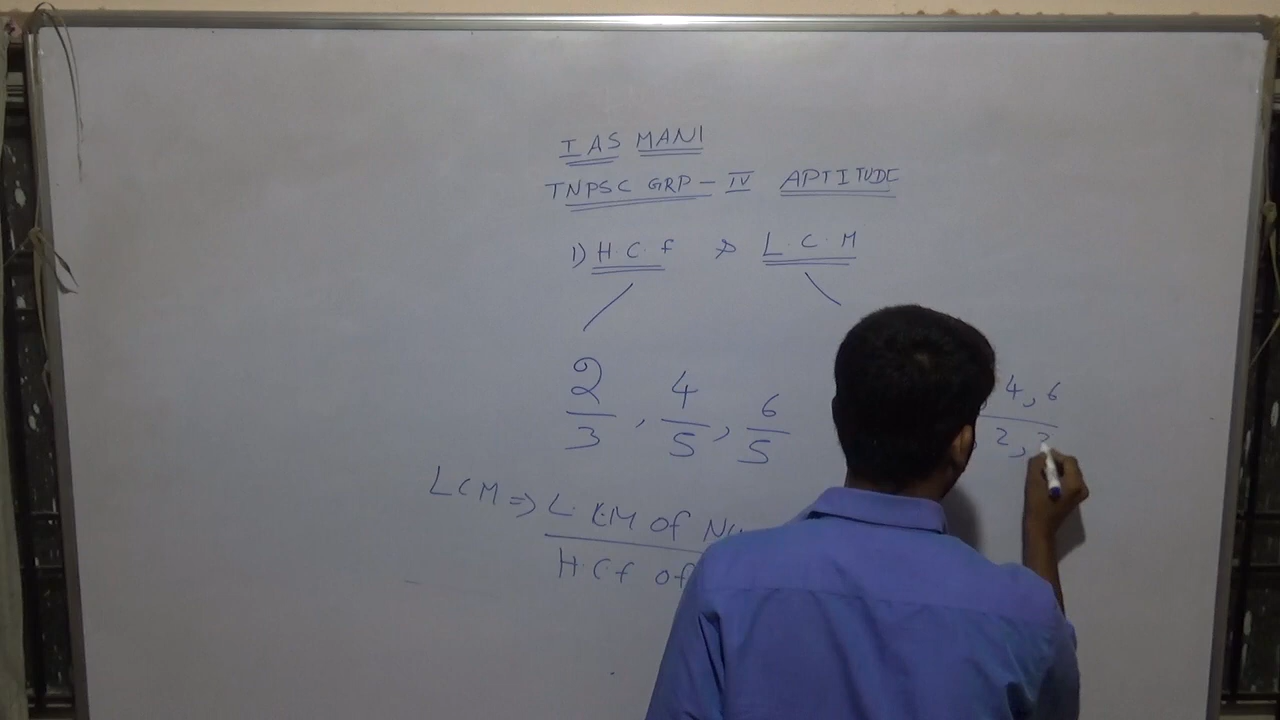 IAS MANI
TNPSC GRP - IV APTITUDE
1) H.C.f & L.C.M
2/3 , 4/5 , 6/5
4, 6
2, 3
LCM => L.C.M of
H.C.f of